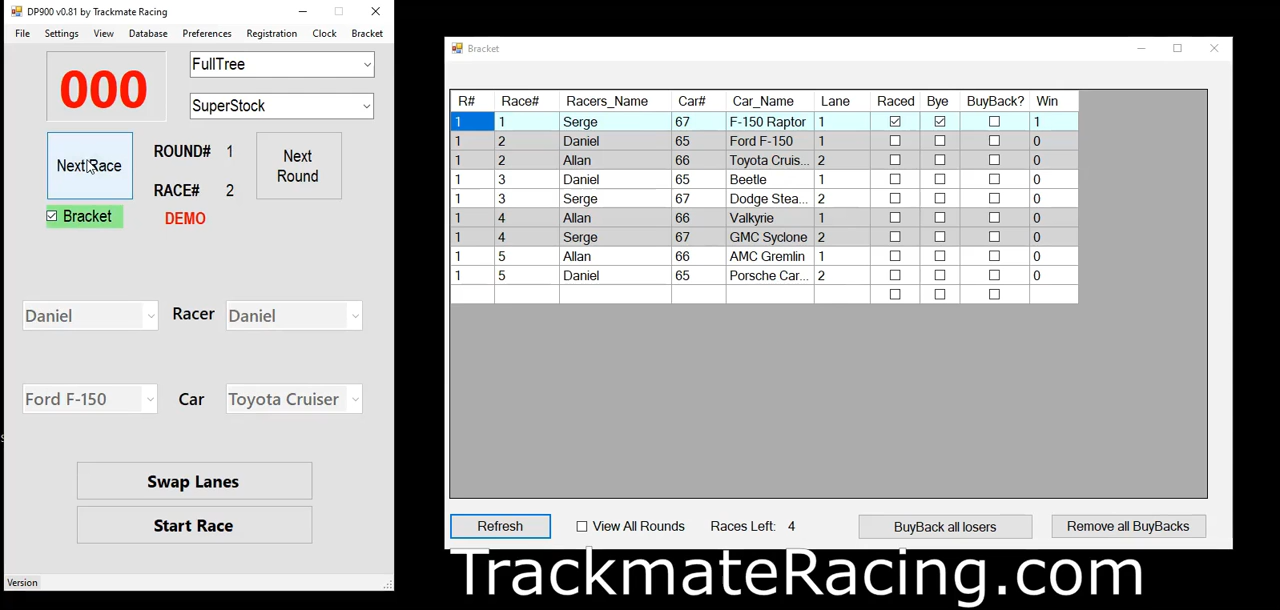 DP900 v0.81 by Trackmate Racing
File Settings View Database Preferences Registration Clock Bracket
000
FullTree
SuperStock
Next Race
ROUND# 1
RACE# 2
Next Round
Bracket
DEMO
Daniel Racer Daniel
Ford F-150 Car Toyota Cruiser
Swap Lanes
Start Race
Version
Bracket
R# Race# Racers_Name Car# Car_Name Lane Raced Bye BuyBack? Win
1 1 Serge 67 F-150 Raptor 1 1
1 2 Daniel 65 Ford F-150 1 0
1 2 Allan 66 Toyota Cruis... 2 0
1 3 Daniel 65 Beetle 1 0
1 3 Serge 67 Dodge Stea... 2 0
1 4 Allan 66 Valkyrie 1 0
1 4 Serge 67 GMC Syclone 2 0
1 5 Allan 66 AMC Gremlin 1 0
1 5 Daniel 65 Porsche Car... 2 0
Refresh View All Rounds Races Left: 4 BuyBack all losers Remove all BuyBacks
TrackmateRacing.com